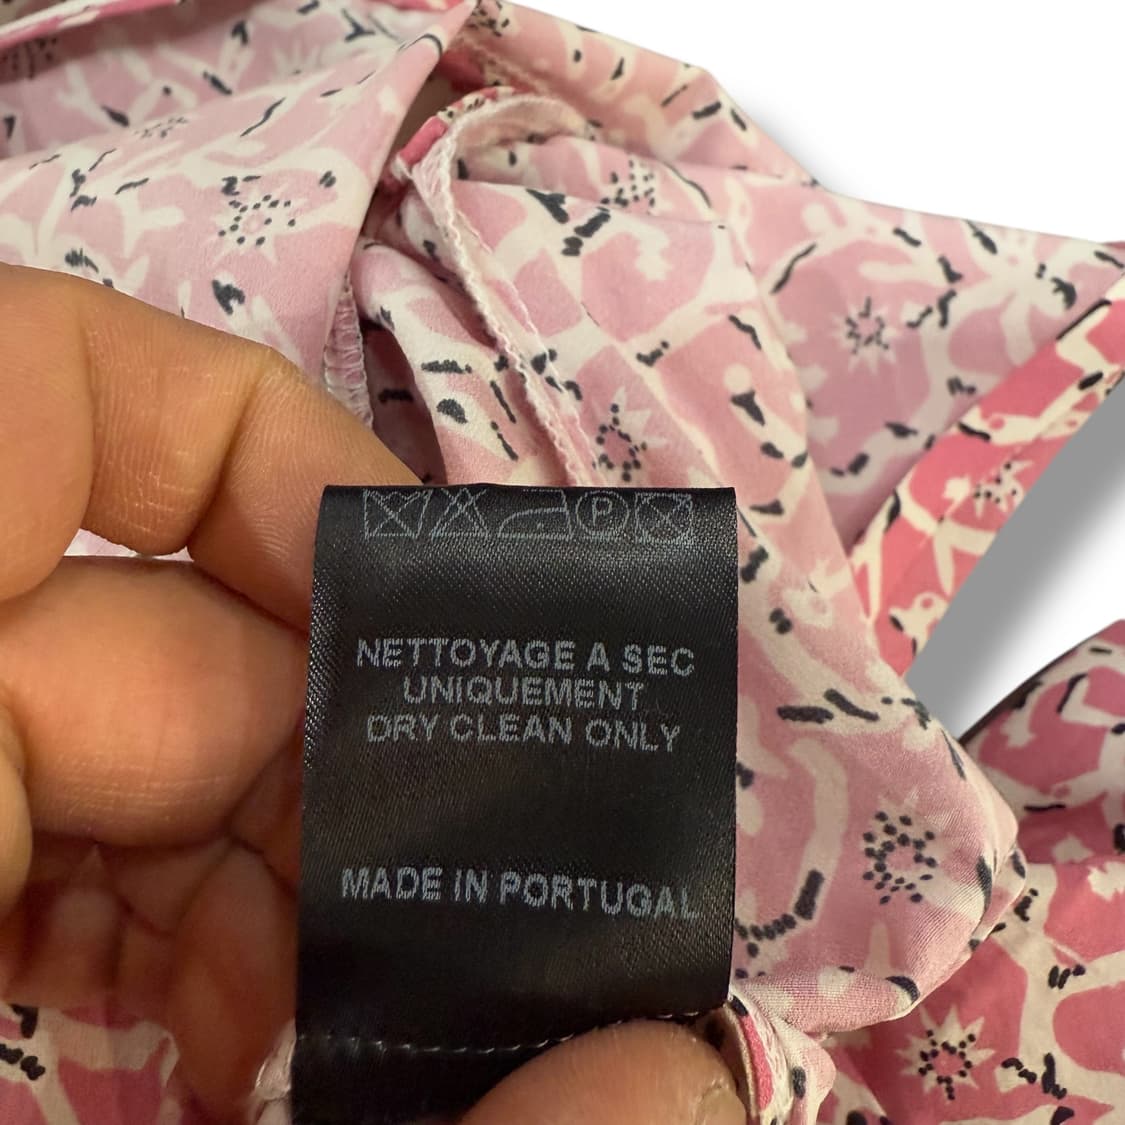 P
NETTOYAGE A SEC
UNIQUEMENT
DRY CLEAN ONLY
MADE IN PORTUGAL